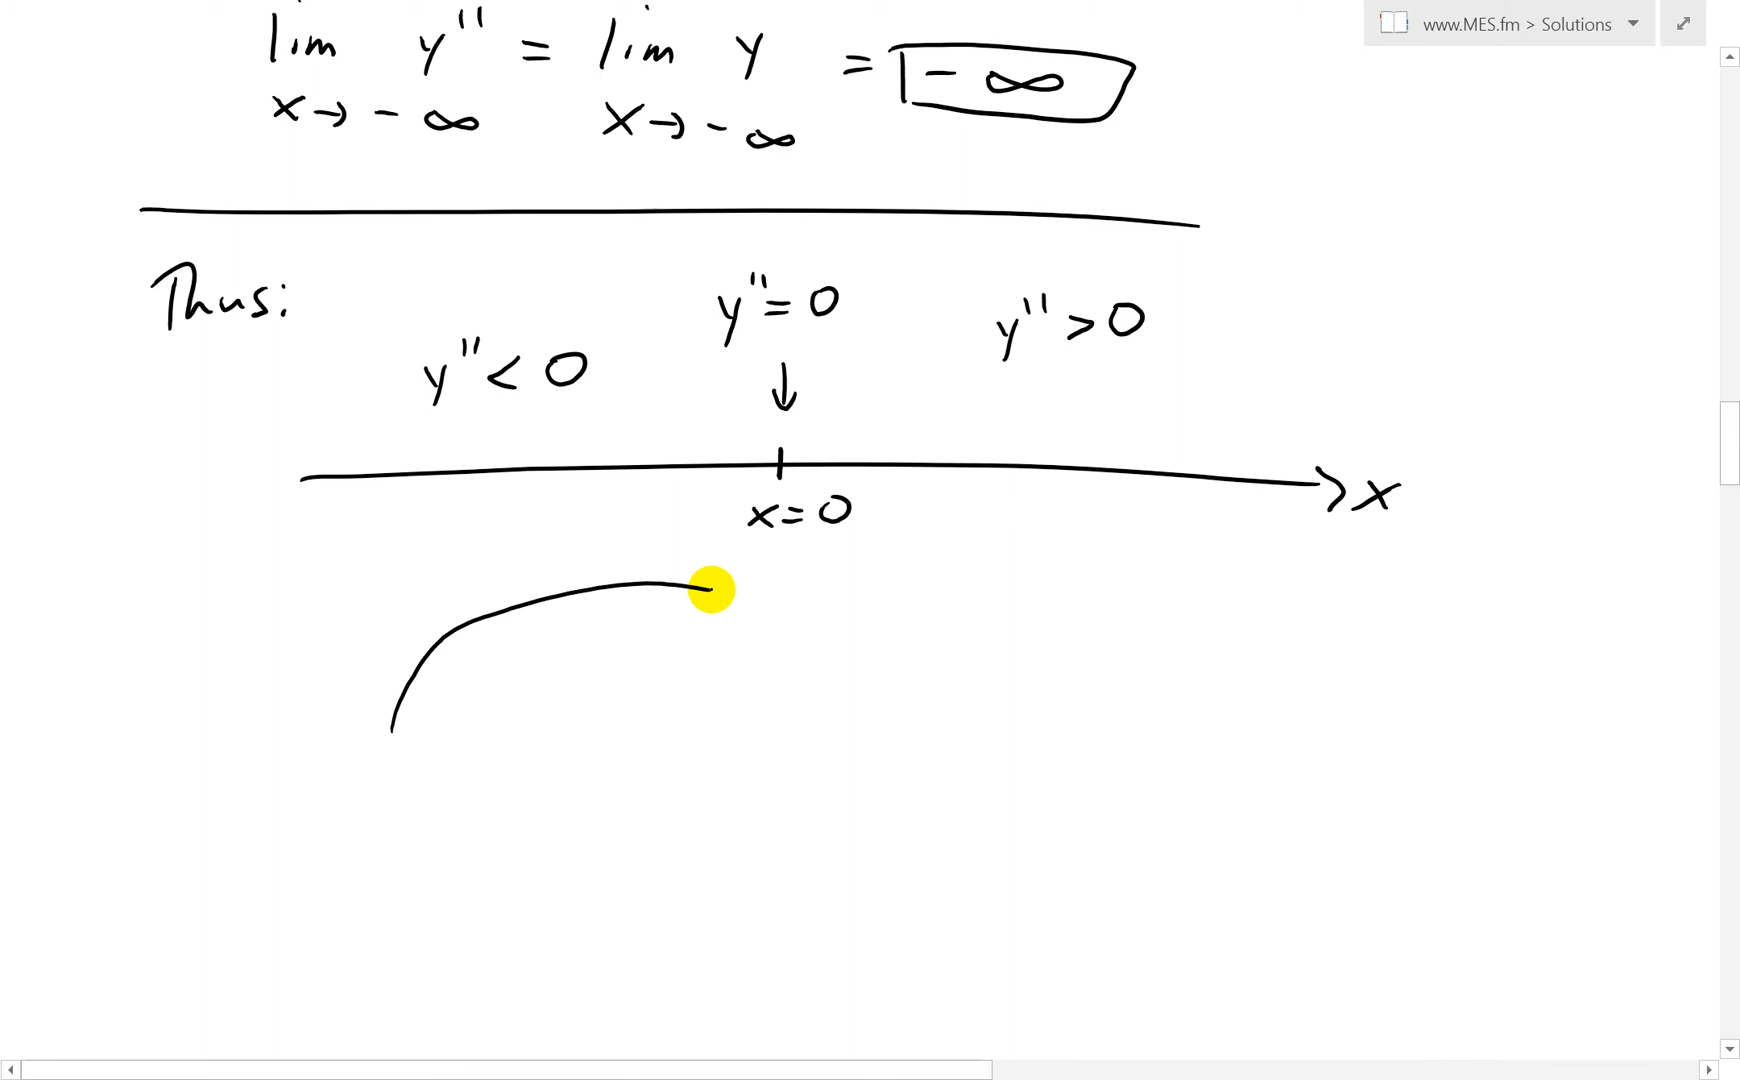 www.MES.fm > Solutions
lim y'' = lim y = - ∞
x → - ∞ x → - ∞
Thus:
y'' < 0 y'' = 0 y'' > 0
↓
x = 0 x